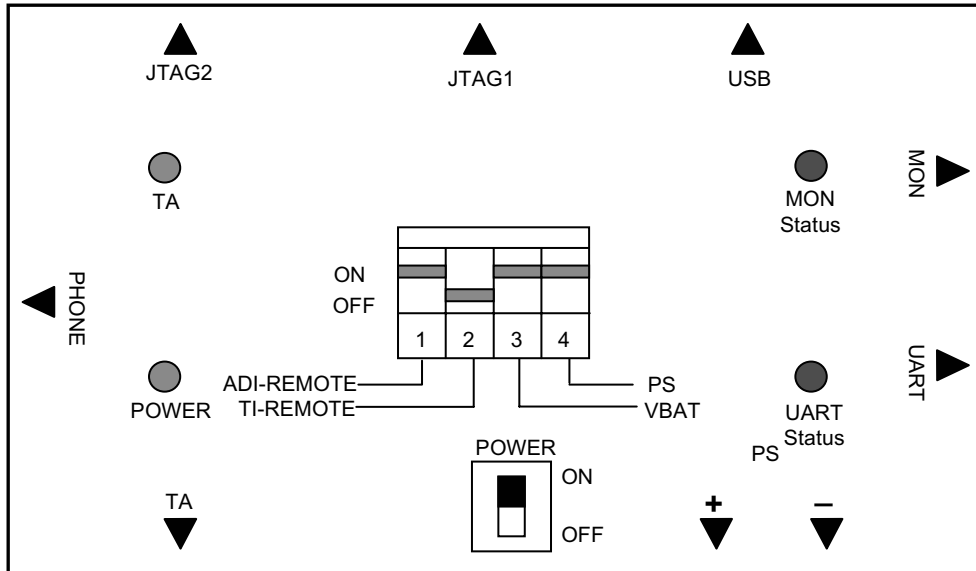 JTAG2
JTAG1
USB
TA
MON
Status
MON
ON
OFF
PHONE
1 2 3 4
ADI-REMOTE
PS
TI-REMOTE
VBAT
POWER
UART
Status
UART
POWER
ON
OFF
PS
TA
+ –